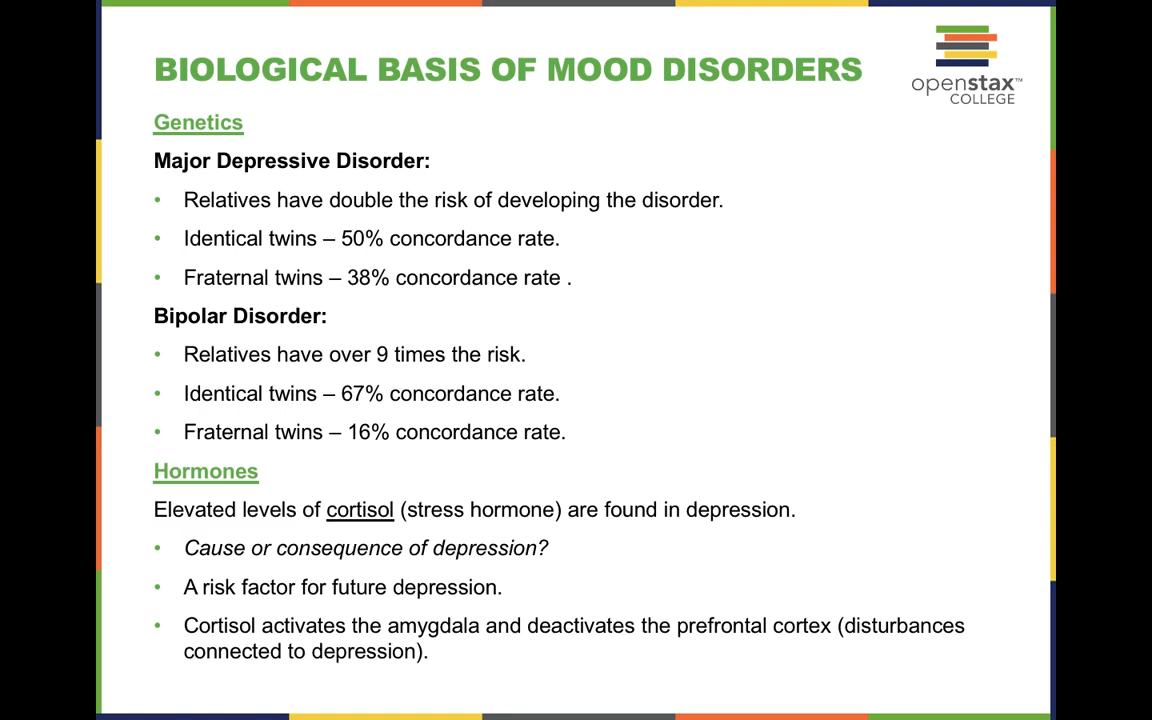 BIOLOGICAL BASIS OF MOOD DISORDERS
openstax™
COLLEGE
Genetics
Major Depressive Disorder:
• Relatives have double the risk of developing the disorder.
• Identical twins – 50% concordance rate.
• Fraternal twins – 38% concordance rate .
Bipolar Disorder:
• Relatives have over 9 times the risk.
• Identical twins – 67% concordance rate.
• Fraternal twins – 16% concordance rate.
Hormones
Elevated levels of cortisol (stress hormone) are found in depression.
• Cause or consequence of depression?
• A risk factor for future depression.
• Cortisol activates the amygdala and deactivates the prefrontal cortex (disturbances
connected to depression).